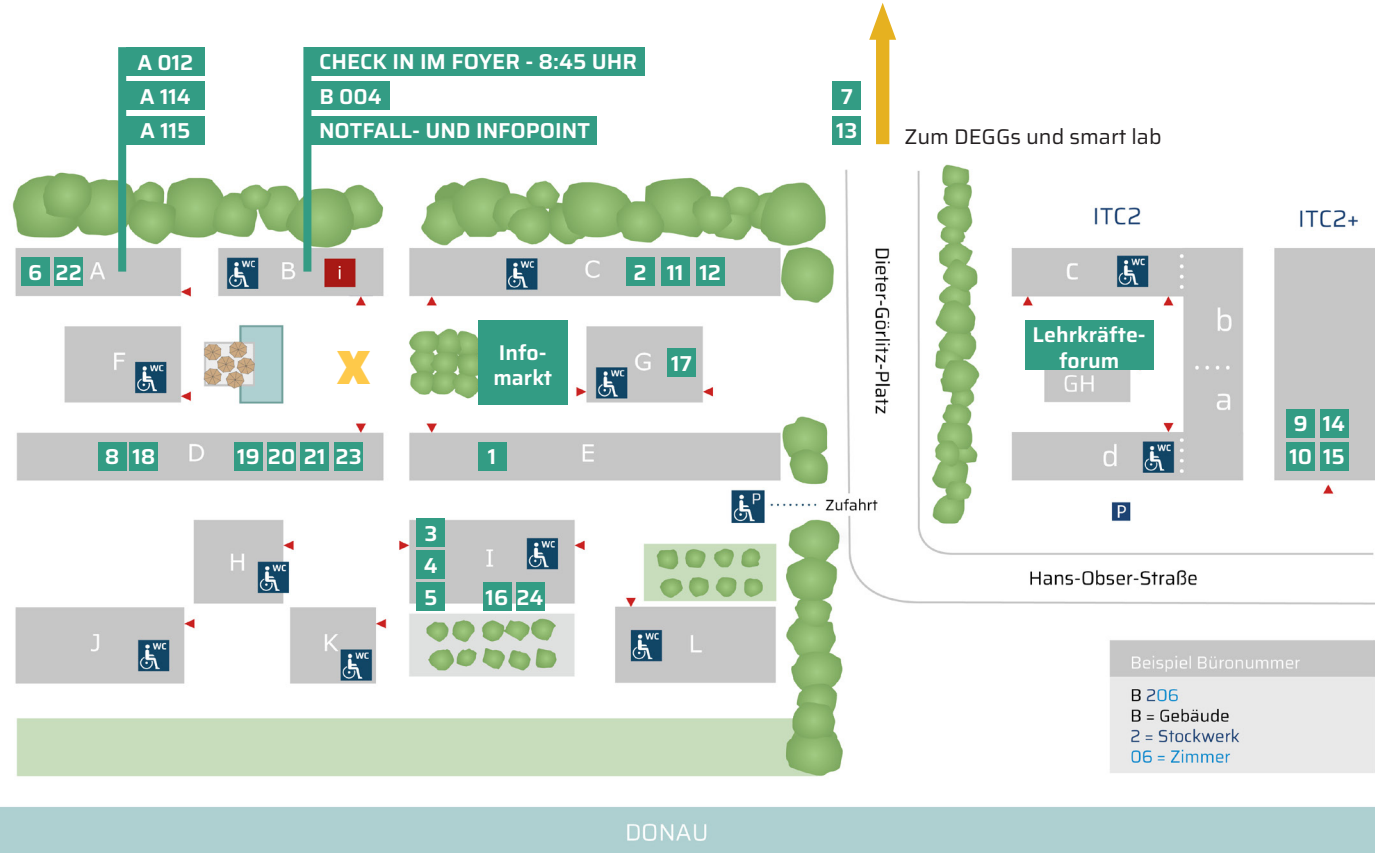 A 012
A 114
A 115
CHECK IN IM FOYER - 8:45 UHR
B 004
NOTFALL- UND INFOPOINT
7
13
Zum DEGGs und smart lab
ITC2
ITC2+
6 22 A
WC B i
WC C 2 11 12
Dieter-Görlitz-Platz
c WC
b
F WC
X
Info-
markt
G 17
WC
Lehrkräfte-
forum
GH
a
8 18 D 19 20 21 23
1 E
d WC
9 14
10 15
P
Zufahrt
P
H WC
3
4
5
I WC
16 24
Hans-Obser-Straße
J WC
K WC
WC L
Beispiel Büronummer
B 206
B = Gebäude
2 = Stockwerk
06 = Zimmer
DONAU